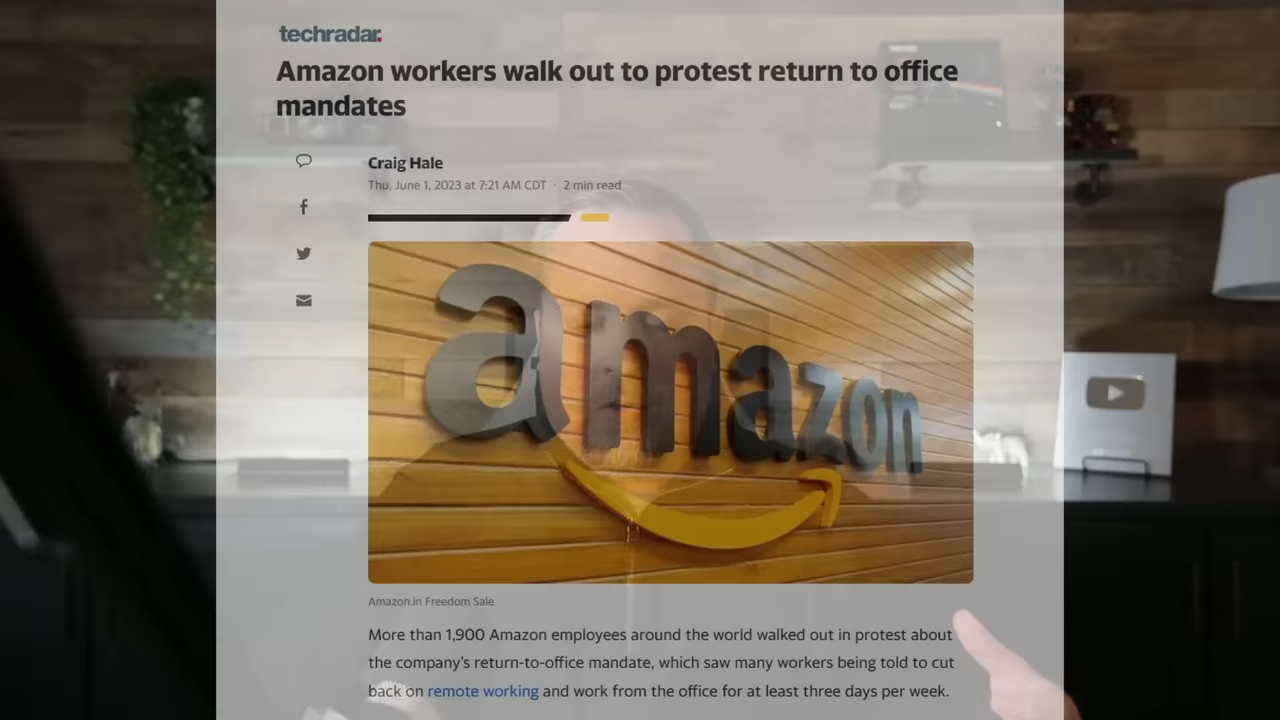 techradar.
Amazon workers walk out to protest return to office
mandates
Craig Hale
Thu, June 1, 2023 at 7:21 AM CDT · 2 min read
amazon
Amazon.in Freedom Sale
More than 1,900 Amazon employees around the world walked out in protest about
the company's return-to-office mandate, which saw many workers being told to cut
back on remote working and work from the office for at least three days per week.